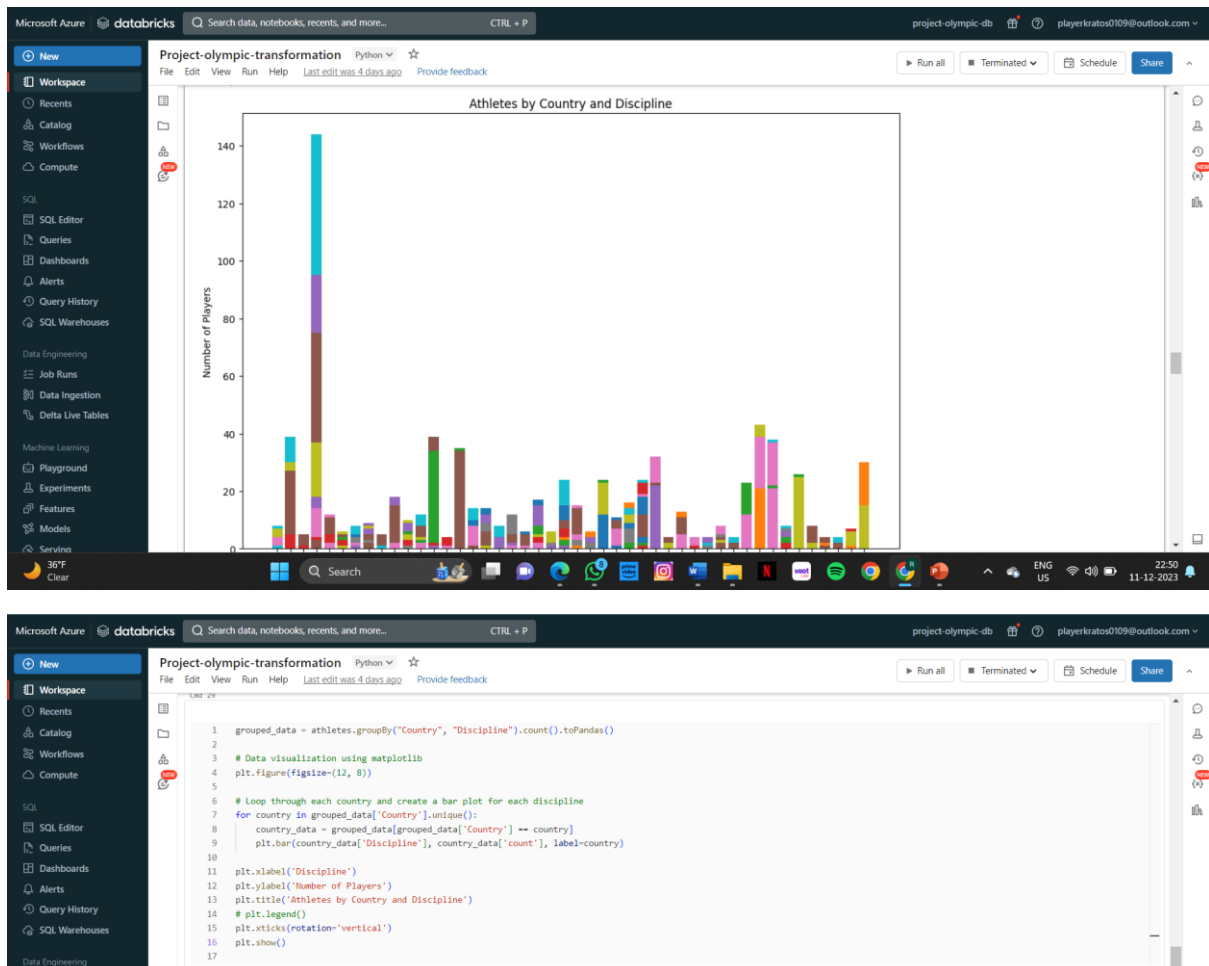 Microsoft Azure databricks Search data, notebooks, recents, and more... CTRL + P project-olympic-db playerkratos0109@outlook.com
New
Workspace
Recents
Catalog
Workflows
Compute
SQL
SQL Editor
Queries
Dashboards
Alerts
Query History
SQL Warehouses
Data Engineering
Job Runs
Data Ingestion
Delta Live Tables
Machine Learning
Playground
Experiments
Features
Models
Serving
Project-olympic-transformation Python
File Edit View Run Help Last edit was 4 days ago Provide feedback
Run all Terminated Schedule Share
NEW
NEW
Athletes by Country and Discipline
Number of Players
140
120
100
80
60
40
20
0
36°F
Clear
Search
8
prime video
voot
ENG
US
22:50
11-12-2023
Microsoft Azure databricks Search data, notebooks, recents, and more... CTRL + P project-olympic-db playerkratos0109@outlook.com
New
Workspace
Recents
Catalog
Workflows
Compute
SQL
SQL Editor
Queries
Dashboards
Alerts
Query History
SQL Warehouses
Data Engineering
Project-olympic-transformation Python
File Edit View Run Help Last edit was 4 days ago Provide feedback
Run all Terminated Schedule Share
NEW
NEW
Cmd 29
1 grouped_data = athletes.groupBy("Country", "Discipline").count().toPandas()
2
3 # Data visualization using matplotlib
4 plt.figure(figsize=(12, 8))
5
6 # Loop through each country and create a bar plot for each discipline
7 for country in grouped_data['Country'].unique():
8 country_data = grouped_data[grouped_data['Country'] == country]
9 plt.bar(country_data['Discipline'], country_data['count'], label=country)
10
11 plt.xlabel('Discipline')
12 plt.ylabel('Number of Players')
13 plt.title('Athletes by Country and Discipline')
14 # plt.legend()
15 plt.xticks(rotation='vertical')
16 plt.show()
17